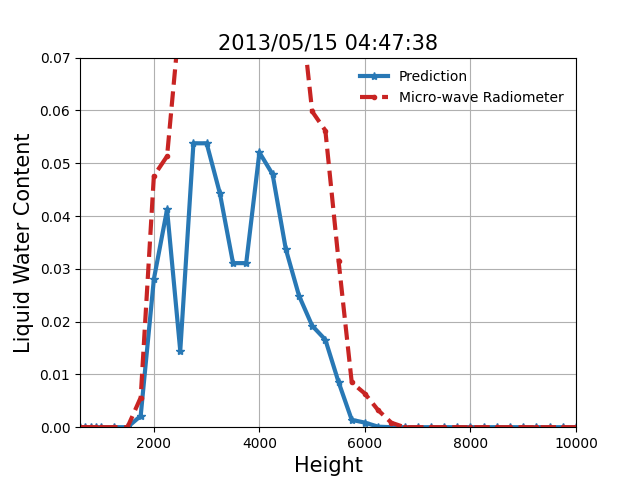 2013/05/15 04:47:38
Liquid Water Content
0.07
0.06
0.05
0.04
0.03
0.02
0.01
0.00
Prediction
Micro-wave Radiometer
2000 4000 6000 8000 10000
Height